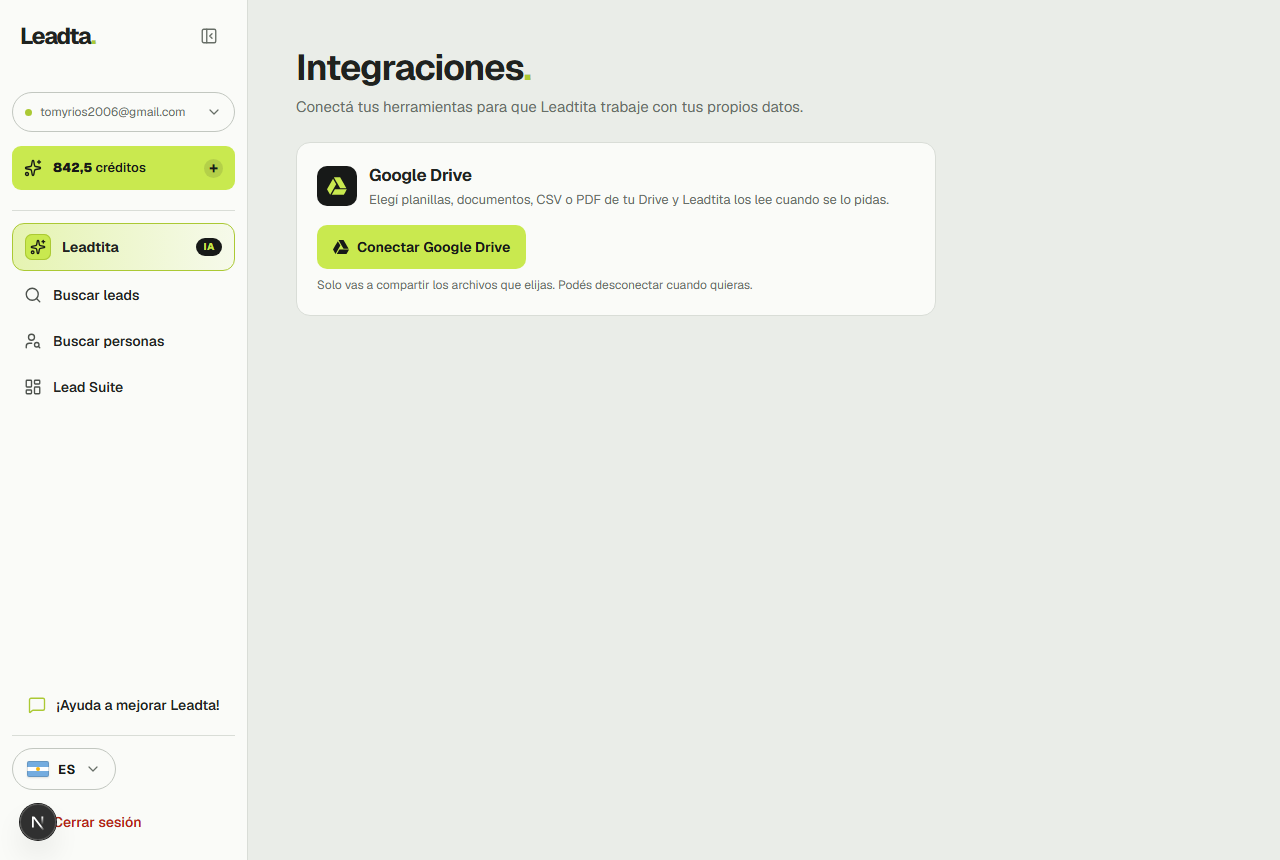 Leadta.
tomyrios2006@gmail.com
842,5 créditos
+
Leadtita
IA
Buscar leads
Buscar personas
Lead Suite
¡Ayuda a mejorar Leadta!
ES
N
Cerrar sesión
Integraciones.
Conectá tus herramientas para que Leadtita trabaje con tus propios datos.
Google Drive
Elegí planillas, documentos, CSV o PDF de tu Drive y Leadtita los lee cuando se lo pidas.
Conectar Google Drive
Solo vas a compartir los archivos que elijas. Podés desconectar cuando quieras.